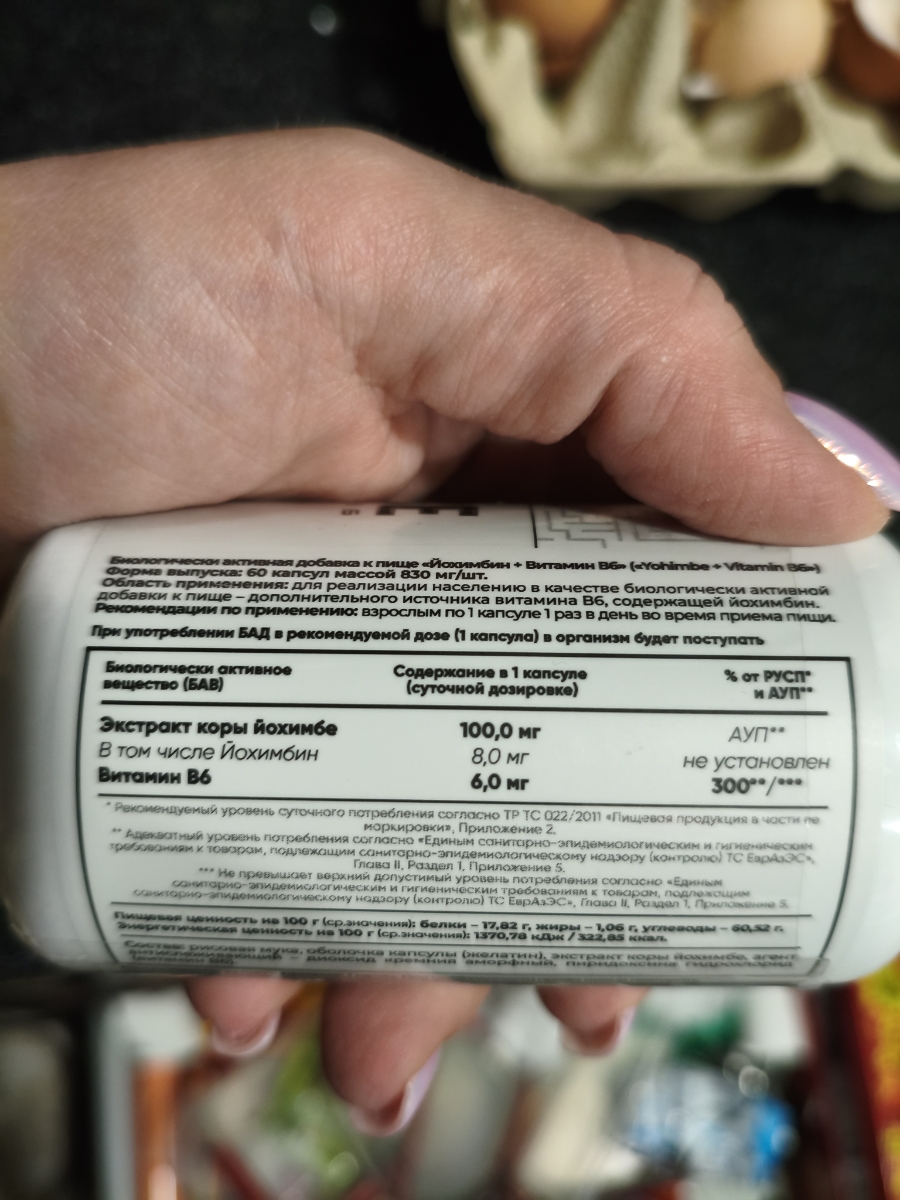 Биологически активная добавка к пище «Йохимбин + Витамин В6» («Yohimbe + Vitamin B6»)
Форма выпуска: 60 капсул массой 830 мг/шт.
Область применения: для реализации населению в качестве биологически активной
добавки к пище – дополнительного источника витамина В6, содержащей йохимбин.
Рекомендации по применению: взрослым по 1 капсуле 1 раз в день во время приема пищи.
При употреблении БАД в рекомендуемой дозе (1 капсула) в организм будет поступать
Биологически активное вещество (БАВ) Содержание в 1 капсуле (суточной дозировке) % от РУСП* и АУП**
Экстракт коры йохимбе 100,0 мг АУП**
В том числе Йохимбин 8,0 мг не установлен
Витамин В6 6,0 мг 300**/***
* Рекомендуемый уровень суточного потребления согласно ТР ТС 022/2011 «Пищевая продукция в части ее
маркировки», Приложение 2.
** Адекватный уровень потребления согласно «Единым санитарно-эпидемиологическим и гигиеническим
требованиям к товарам, подлежащим санитарно-эпидемиологическому надзору (контролю) ТС ЕврАзЭС»,
Глава II, Раздел 1, Приложение 5.
*** Не превышает верхний допустимый уровень потребления согласно «Единым
санитарно-эпидемиологическим и гигиеническим требованиям к товарам, подлежащим
санитарно-эпидемиологическому надзору (контролю) ТС ЕврАзЭС», Глава II, Раздел 1, Приложение 5.
Пищевая ценность на 100 г (ср.значения): белки – 17,82 г, жиры – 1,06 г, углеводы – 60,52 г.
Энергетическая ценность на 100 г (ср.значения): 1370,78 кДж / 322,85 ккал.
Состав: рисовая мука, оболочка капсулы (желатин), экстракт коры йохимбе, агент
антислеживающий – диоксид кремния аморфный, пиридоксина гидрохлорид
(витамин В6).